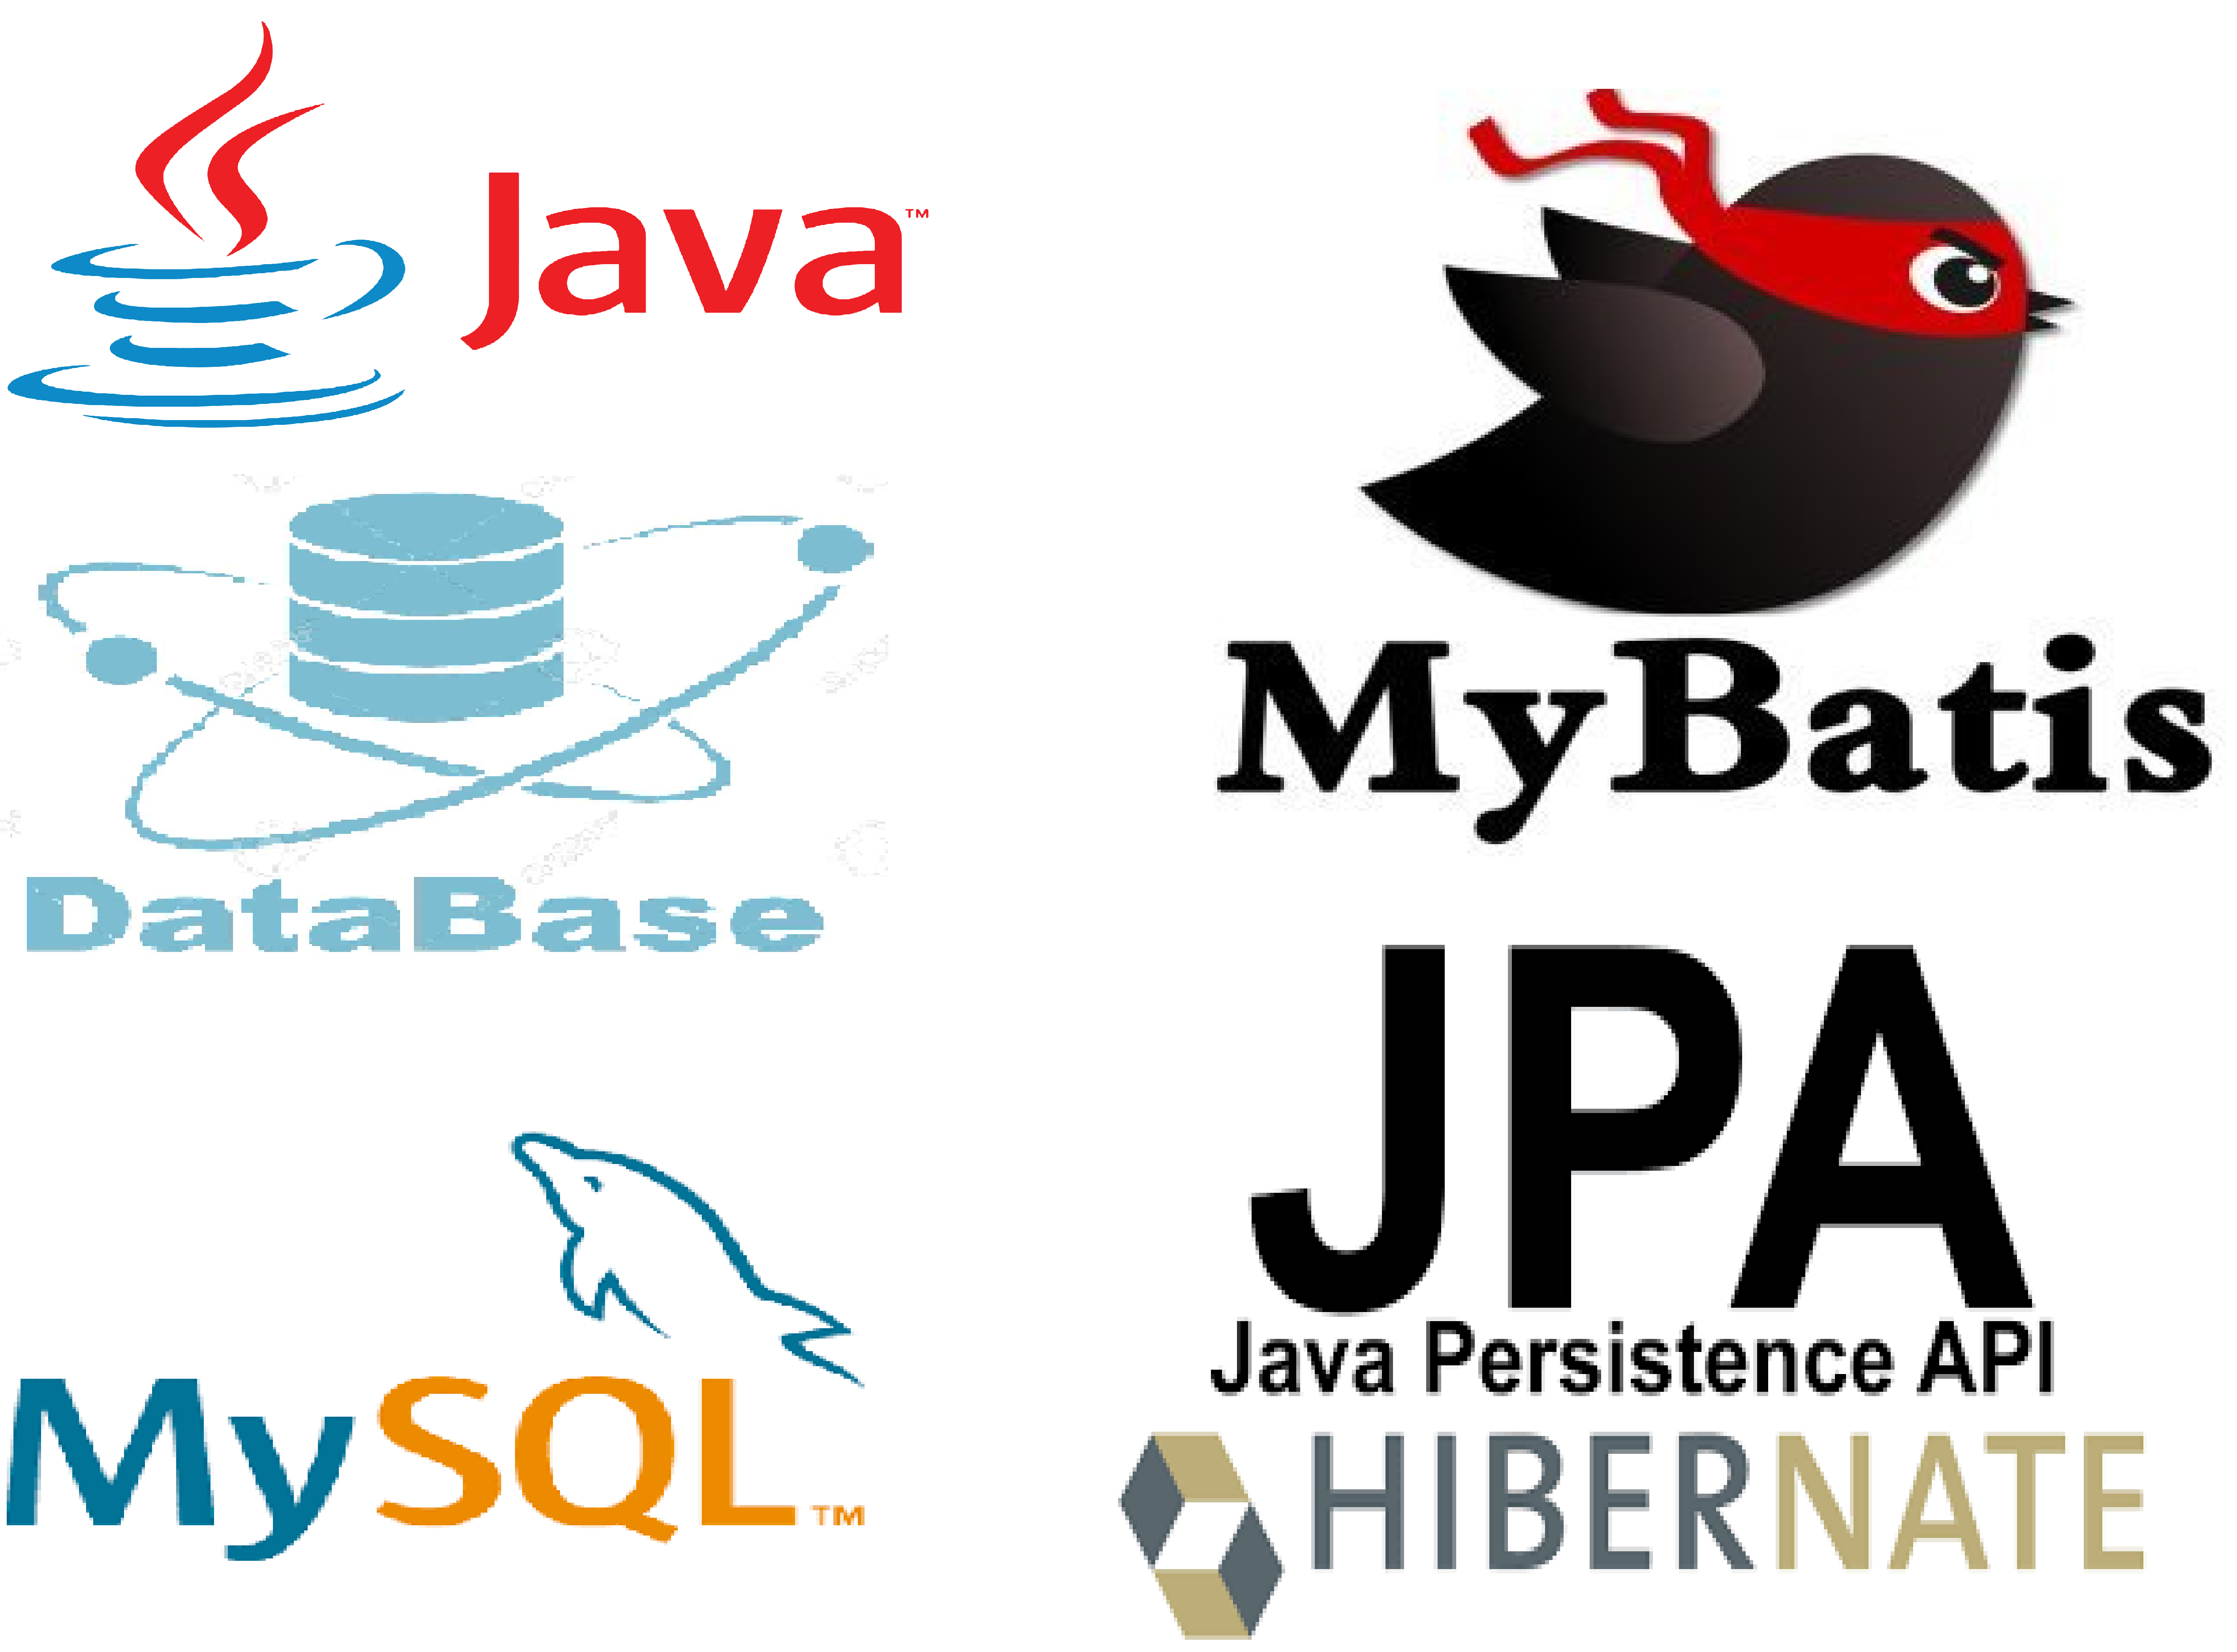 Java™
DataBase
MySQL™
MyBatis
JPA
Java Persistence API
HIBERNATE